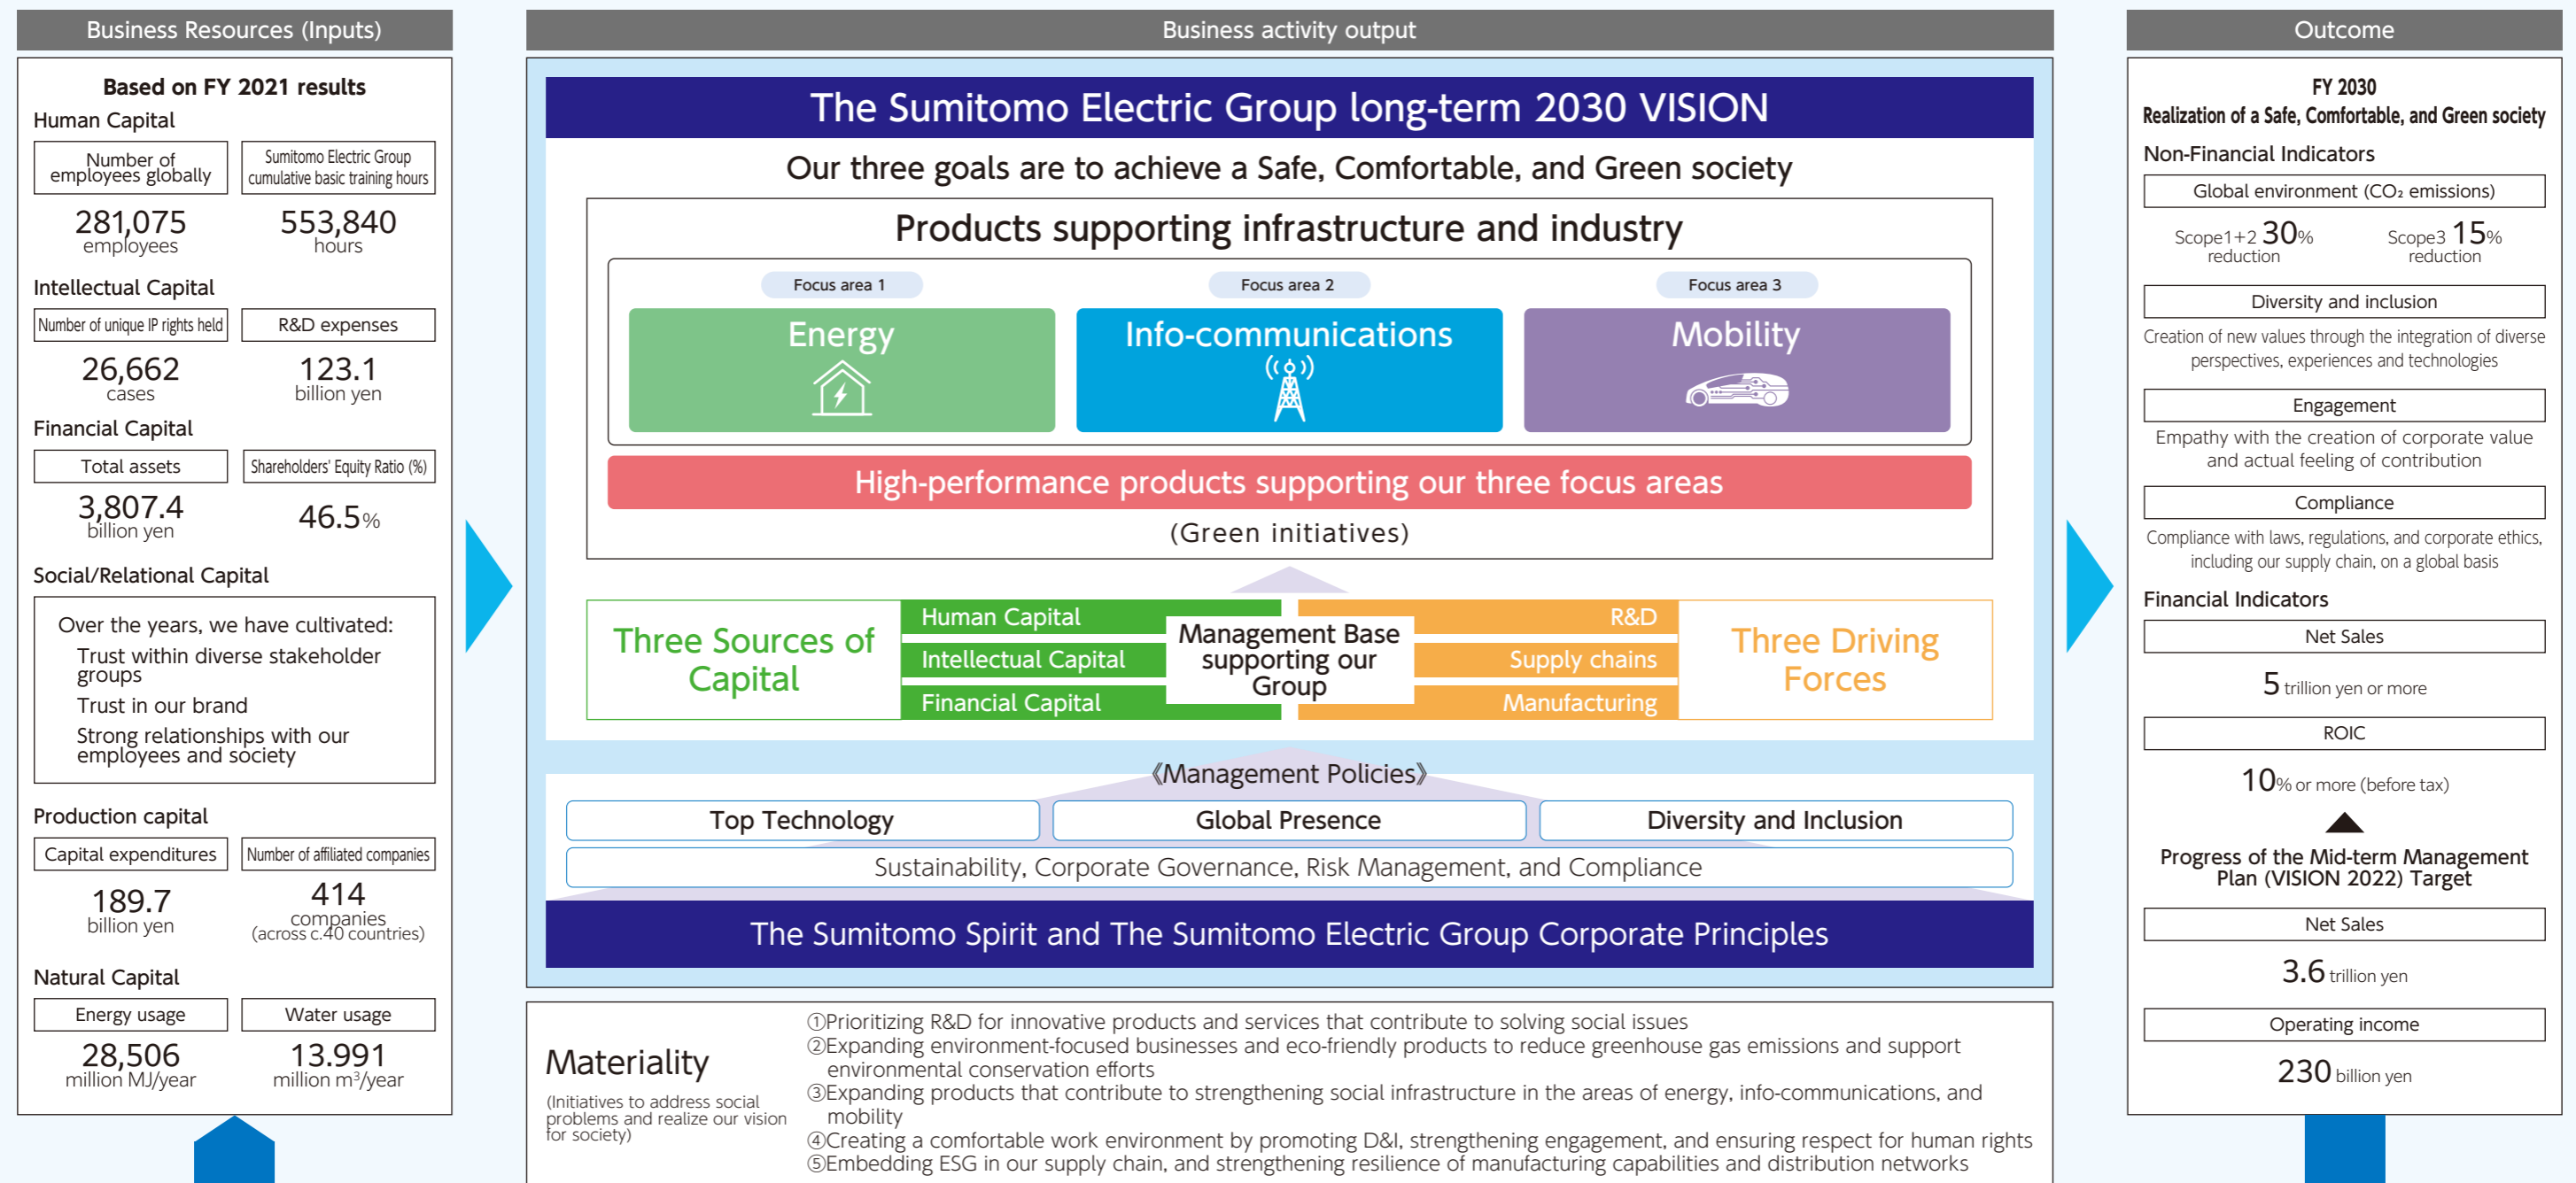 Business Resources (Inputs)
Based on FY 2021 results
Human Capital
Number of
employees globally
281,075
employees
Sumitomo Electric Group
cumulative basic training hours
553,840
hours
Intellectual Capital
Number of unique IP rights held
26,662
cases
R&D expenses
123.1
billion yen
Financial Capital
Total assets
3,807.4
billion yen
Shareholders' Equity Ratio (%)
46.5%
Social/Relational Capital
Over the years, we have cultivated:
Trust within diverse stakeholder
groups
Trust in our brand
Strong relationships with our
employees and society
Production capital
Capital expenditures
189.7
billion yen
Number of affiliated companies
414
companies
(across c.40 countries)
Natural Capital
Energy usage
28,506
million MJ/year
Water usage
13.991
million m³/year
Business activity output
The Sumitomo Electric Group long-term 2030 VISION
Our three goals are to achieve a Safe, Comfortable, and Green society
Products supporting infrastructure and industry
Focus area 1
Energy
Focus area 2
Info-communications
Focus area 3
Mobility
High-performance products supporting our three focus areas
(Green initiatives)
Three Sources of
Capital
Human Capital
Intellectual Capital
Financial Capital
Management Base
supporting our
Group
R&D
Supply chains
Manufacturing
Three Driving
Forces
《Management Policies》
Top Technology
Global Presence
Diversity and Inclusion
Sustainability, Corporate Governance, Risk Management, and Compliance
The Sumitomo Spirit and The Sumitomo Electric Group Corporate Principles
Materiality
(Initiatives to address social
problems and realize our vision
for society)
①Prioritizing R&D for innovative products and services that contribute to solving social issues
②Expanding environment-focused businesses and eco-friendly products to reduce greenhouse gas emissions and support
environmental conservation efforts
③Expanding products that contribute to strengthening social infrastructure in the areas of energy, info-communications, and
mobility
④Creating a comfortable work environment by promoting D&I, strengthening engagement, and ensuring respect for human rights
⑤Embedding ESG in our supply chain, and strengthening resilience of manufacturing capabilities and distribution networks
Outcome
FY 2030
Realization of a Safe, Comfortable, and Green society
Non-Financial Indicators
Global environment (CO₂ emissions)
Scope1+2 30%
reduction
Scope3 15%
reduction
Diversity and inclusion
Creation of new values through the integration of diverse
perspectives, experiences and technologies
Engagement
Empathy with the creation of corporate value
and actual feeling of contribution
Compliance
Compliance with laws, regulations, and corporate ethics,
including our supply chain, on a global basis
Financial Indicators
Net Sales
5 trillion yen or more
ROIC
10% or more (before tax)
Progress of the Mid-term Management
Plan (VISION 2022) Target
Net Sales
3.6 trillion yen
Operating income
230 billion yen